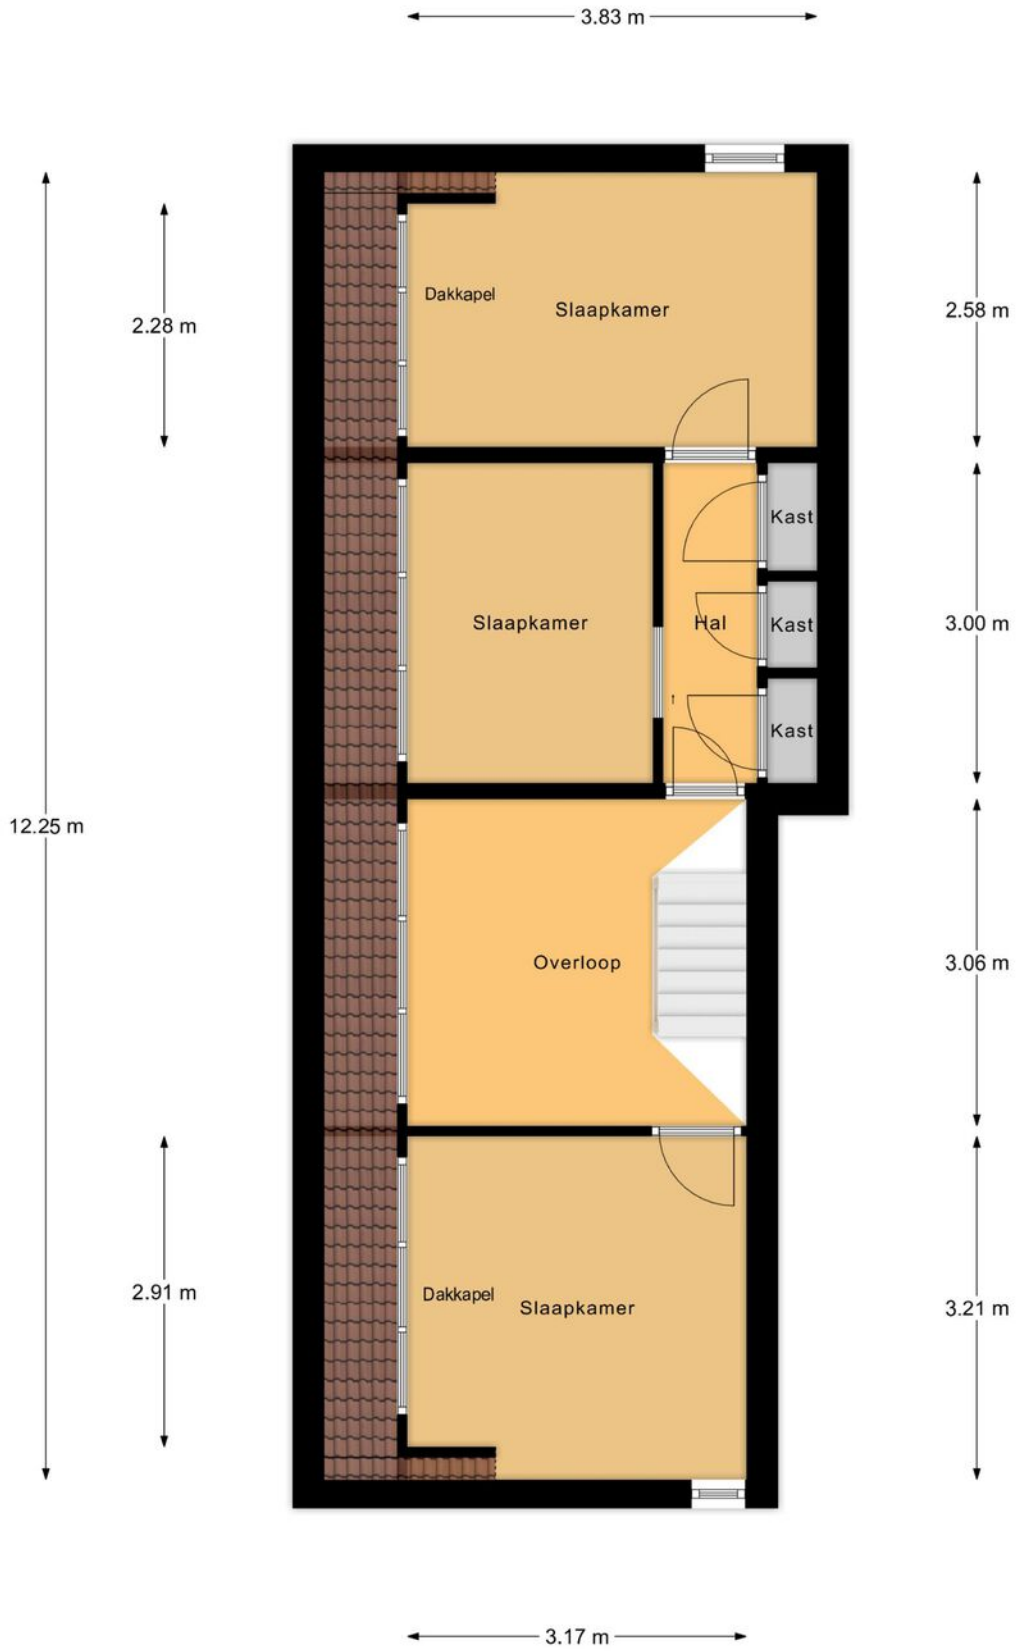 3.83 m
Dakkapel
Slaapkamer
2.28 m
2.58 m
Kast
Slaapkamer
Hal
Kast
3.00 m
Kast
12.25 m
Overloop
3.06 m
2.91 m
Dakkapel
Slaapkamer
3.21 m
3.17 m